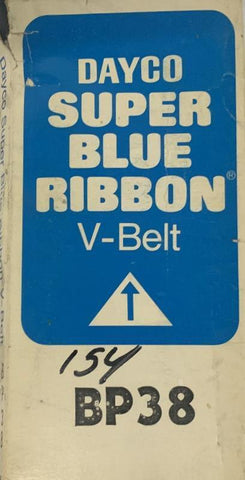 DAYCO
SUPER
BLUE
RIBBON®
V-Belt
154
BP38